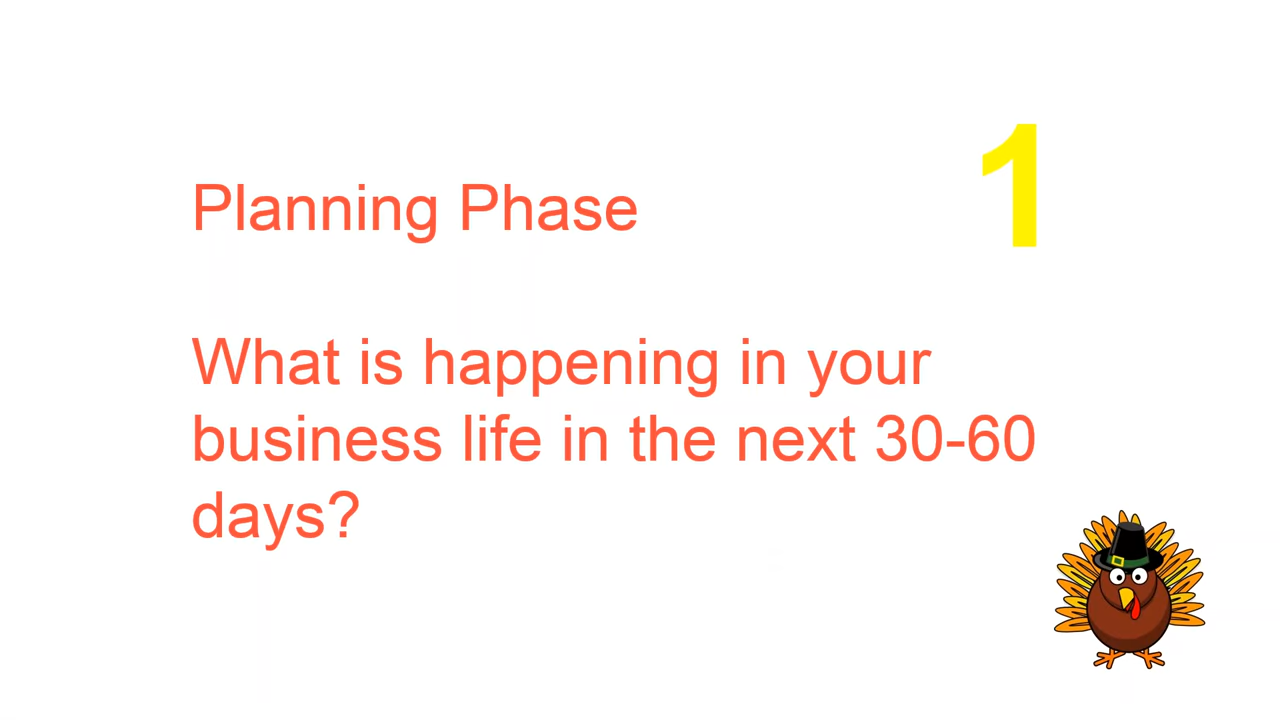 1
Planning Phase
What is happening in your
business life in the next 30-60
days?